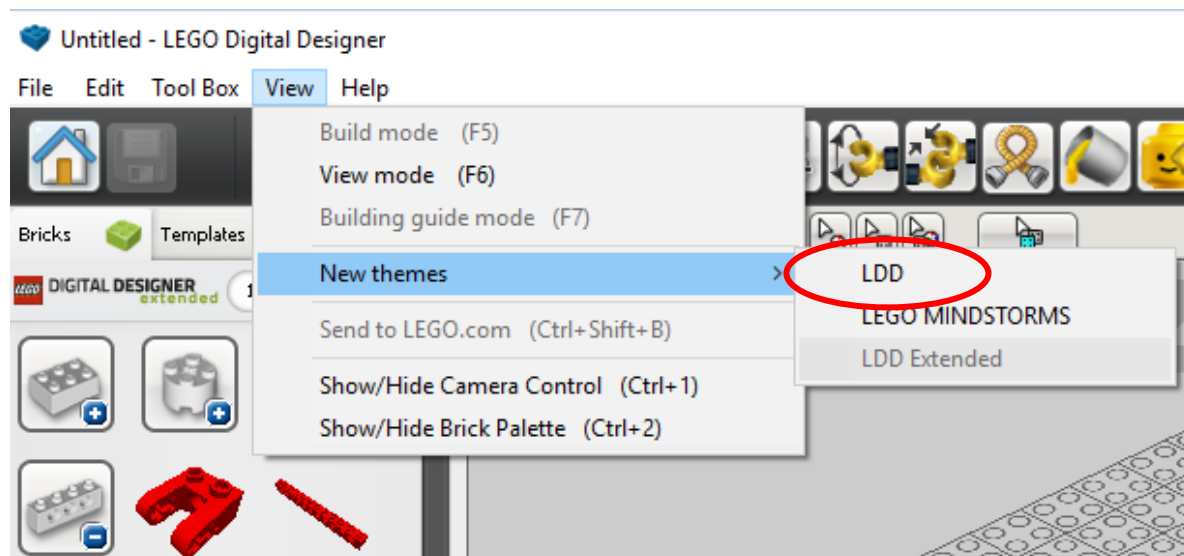 Untitled - LEGO Digital Designer
File Edit Tool Box View Help
Build mode (F5)
View mode (F6)
Building guide mode (F7)
Bricks Templates
New themes >
LDD
LEGO DIGITAL DESIGNER
extended
LEGO MINDSTORMS
Send to LEGO.com (Ctrl+Shift+B)
LDD Extended
Show/Hide Camera Control (Ctrl+1)
Show/Hide Brick Palette (Ctrl+2)